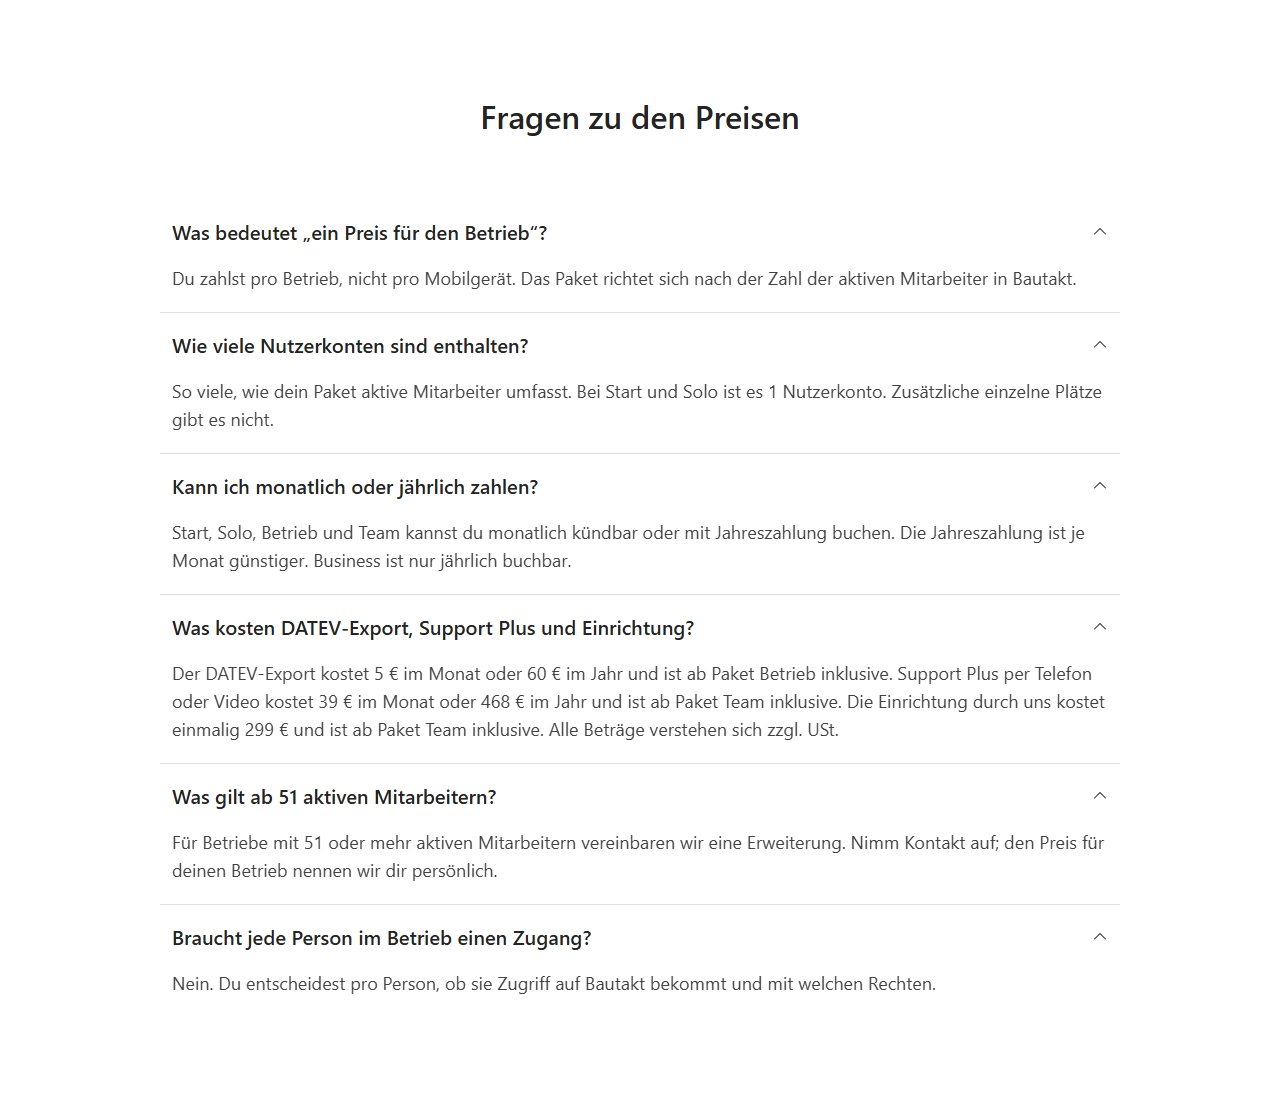 Fragen zu den Preisen
Was bedeutet „ein Preis für den Betrieb“?
Du zahlst pro Betrieb, nicht pro Mobilgerät. Das Paket richtet sich nach der Zahl der aktiven Mitarbeiter in Bautakt.
Wie viele Nutzerkonten sind enthalten?
So viele, wie dein Paket aktive Mitarbeiter umfasst. Bei Start und Solo ist es 1 Nutzerkonto. Zusätzliche einzelne Plätze
gibt es nicht.
Kann ich monatlich oder jährlich zahlen?
Start, Solo, Betrieb und Team kannst du monatlich kündbar oder mit Jahreszahlung buchen. Die Jahreszahlung ist je
Monat günstiger. Business ist nur jährlich buchbar.
Was kosten DATEV-Export, Support Plus und Einrichtung?
Der DATEV-Export kostet 5 € im Monat oder 60 € im Jahr und ist ab Paket Betrieb inklusive. Support Plus per Telefon
oder Video kostet 39 € im Monat oder 468 € im Jahr und ist ab Paket Team inklusive. Die Einrichtung durch uns kostet
einmalig 299 € und ist ab Paket Team inklusive. Alle Beträge verstehen sich zzgl. USt.
Was gilt ab 51 aktiven Mitarbeitern?
Für Betriebe mit 51 oder mehr aktiven Mitarbeitern vereinbaren wir eine Erweiterung. Nimm Kontakt auf; den Preis für
deinen Betrieb nennen wir dir persönlich.
Braucht jede Person im Betrieb einen Zugang?
Nein. Du entscheidest pro Person, ob sie Zugriff auf Bautakt bekommt und mit welchen Rechten.